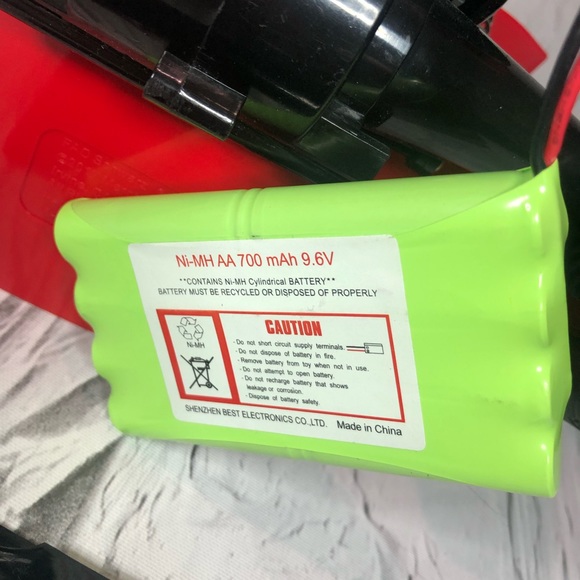 Ni-MH AA 700 mAh 9.6V
**CONTAINS Ni-MH Cylindrical BATTERY**
BATTERY MUST BE RECYCLED OR DISPOSED OF PROPERLY
Ni-MH
CAUTION
· Do not short circuit supply terminals.
· Do not dispose of battery in fire.
· Remove battery from toy when not in use.
· Do not attempt to open battery.
· Do not recharge battery that shows
leakage or corrosion.
· Dispose of battery safety.
SHENZHEN BEST ELECTRONICS CO.,LTD. Made in China